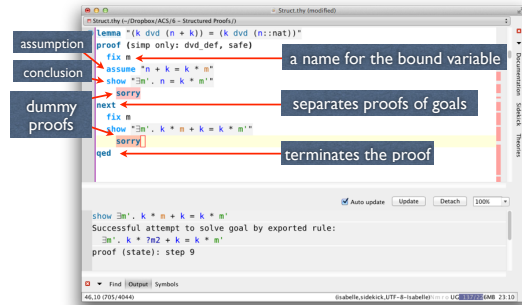 Struct.thy (modified)
Struct.thy (~/Dropbox/ACS/6 – Structured Proofs/)
lemma "(k dvd (n + k)) = (k dvd (n::nat))"
proof (simp only: dvd_def, safe)
fix m
assume "n + k = k * m"
show "∃m'. n = k * m'"
sorry
next
fix m
show "∃m'. k * m + k = k * m'"
sorry
qed
assumption
conclusion
dummy
proofs
a name for the bound variable
separates proofs of goals
terminates the proof
Documentation
Sidekick
Theories
Auto update
Update
Detach
100%
show ∃m'. k * m + k = k * m'
Successful attempt to solve goal by exported rule:
∃m'. k * ?m2 + k = k * m'
proof (state): step 9
Find
Output
Symbols
46,10 (705/4044)
(isabelle,sidekick,UTF-8-Isabelle)
23:10